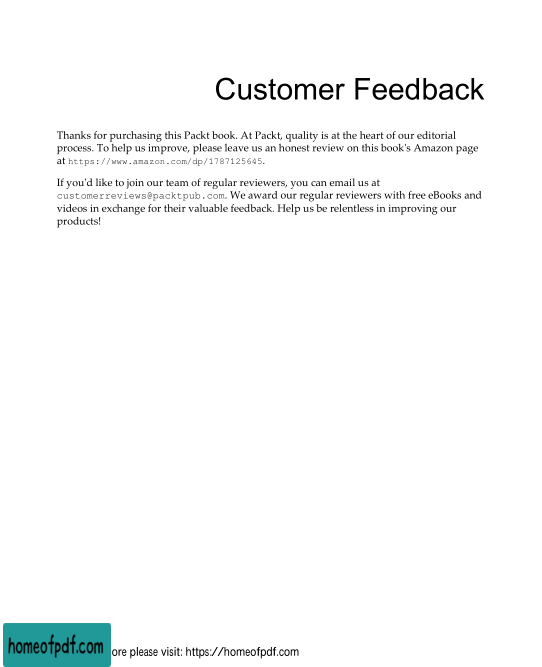 Customer Feedback
Thanks for purchasing this Packt book. At Packt, quality is at the heart of our editorial
process. To help us improve, please leave us an honest review on this book's Amazon page
at https://www.amazon.com/dp/1787125645.
If you'd like to join our team of regular reviewers, you can email us at
customerreviews@packtpub.com. We award our regular reviewers with free eBooks and
videos in exchange for their valuable feedback. Help us be relentless in improving our
products!
homeofpdf.com ore please visit: https://homeofpdf.com